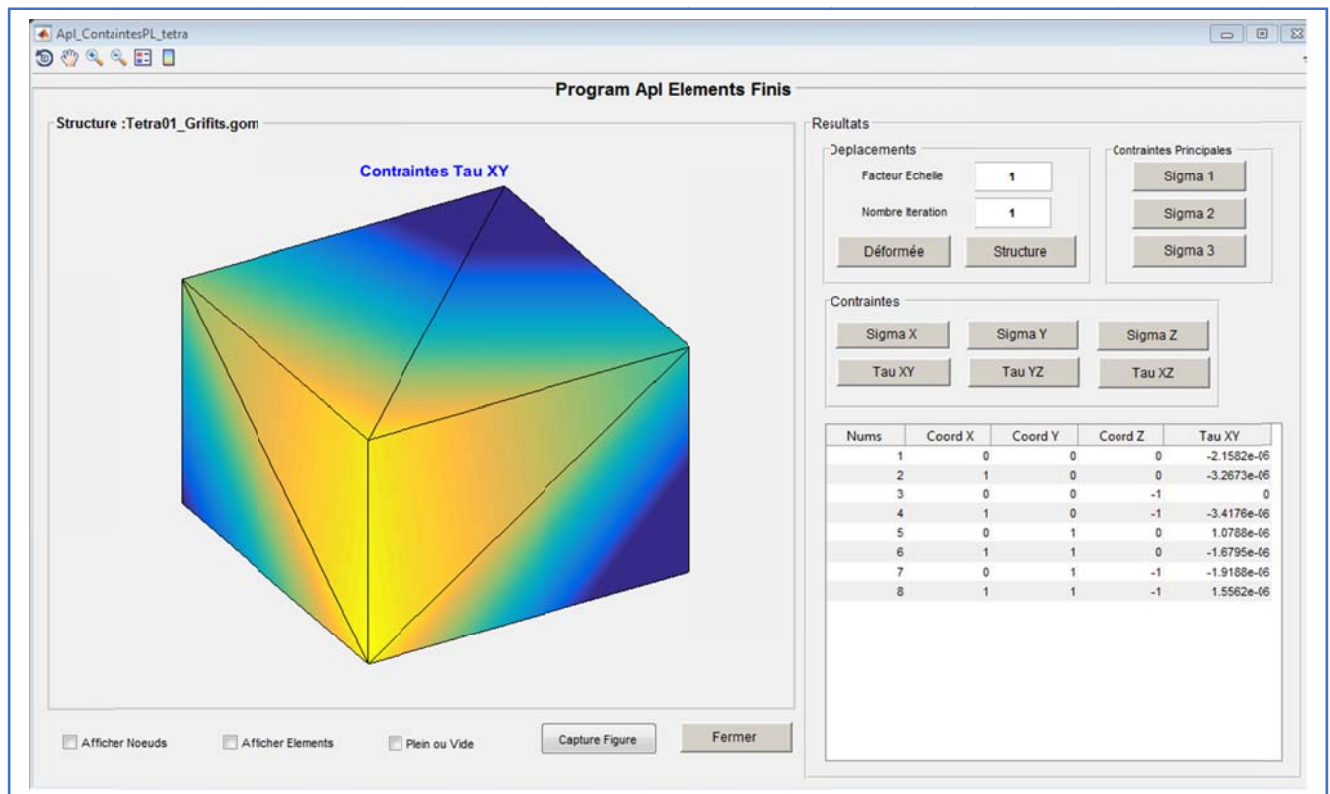 Apl_ContaintesPL_tetra
Program Apl Elements Finis
Structure :Tetra01_Grifits.gom
Contraintes Tau XY
Afficher Noeuds
Afficher Elements
Plein ou Vide
Capture Figure
Fermer
Resultats
Deplacements
Facteur Echelle 1
Nombre Iteration 1
Déformée
Structure
Contraintes Principales
Sigma 1
Sigma 2
Sigma 3
Contraintes
Sigma X Sigma Y Sigma Z
Tau XY Tau YZ Tau XZ
Nums Coord X Coord Y Coord Z Tau XY
1 0 0 0 -2.1582e-06
2 1 0 0 -3.2673e-06
3 0 0 -1 0
4 1 0 -1 -3.4176e-06
5 0 1 0 1.0788e-06
6 1 1 0 -1.6795e-06
7 0 1 -1 -1.9188e-06
8 1 1 -1 1.5562e-06